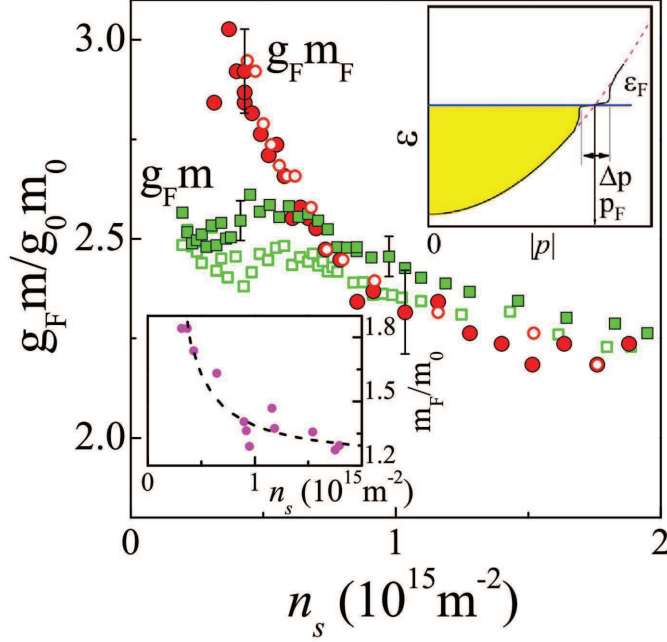 3.0
2.5
2.0
g_F m/g_0 m_0
g_F m_F
g_F m
ε
ε_F
Δp
p_F
0
|p|
1.8
1.5
1.2
m_F/m_0
0
1
n_s (10^15 m^-2)
0
1
2
n_s (10^15 m^-2)